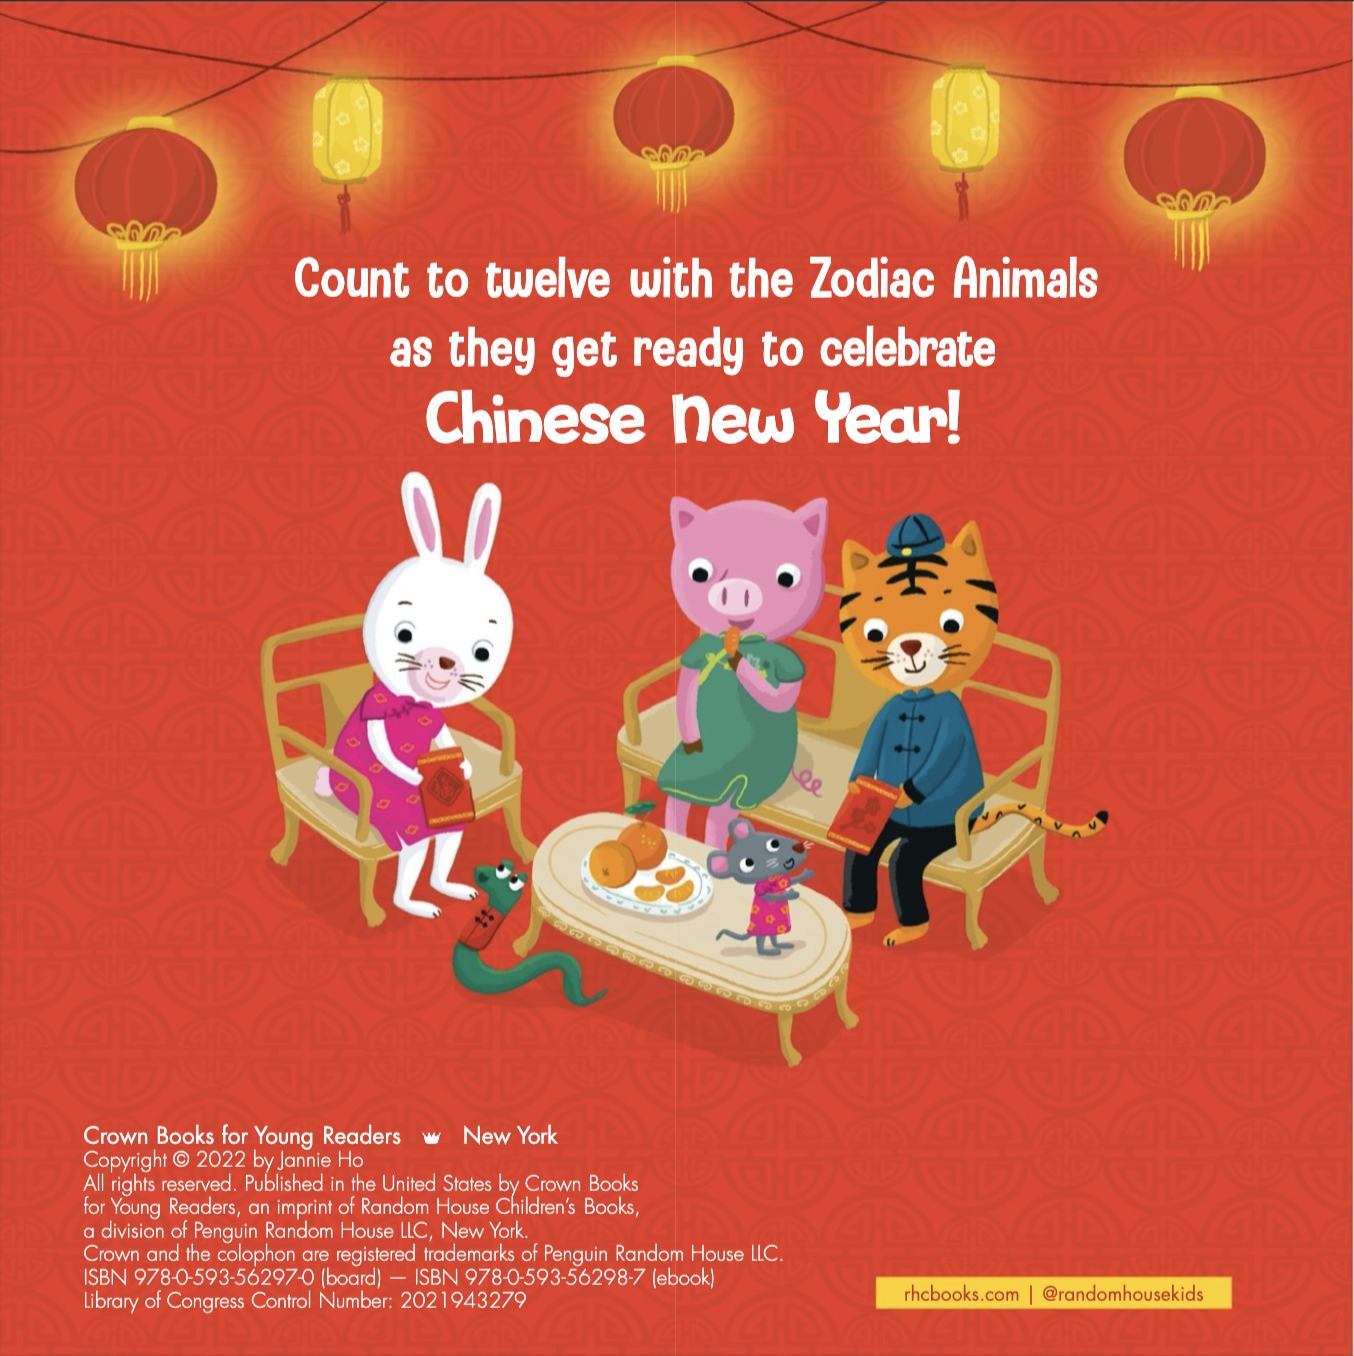 Count to twelve with the Zodiac Animals
as they get ready to celebrate
Chinese New Year!
Crown Books for Young Readers New York
Copyright © 2022 by Jannie Ho
All rights reserved. Published in the United States by Crown Books
for Young Readers, an imprint of Random House Children's Books,
a division of Penguin Random House LLC, New York.
Crown and the colophon are registered trademarks of Penguin Random House LLC.
ISBN 978-0-593-56297-0 (board) — ISBN 978-0-593-56298-7 (ebook)
Library of Congress Control Number: 2021943279
rhcbooks.com | @randomhousekids